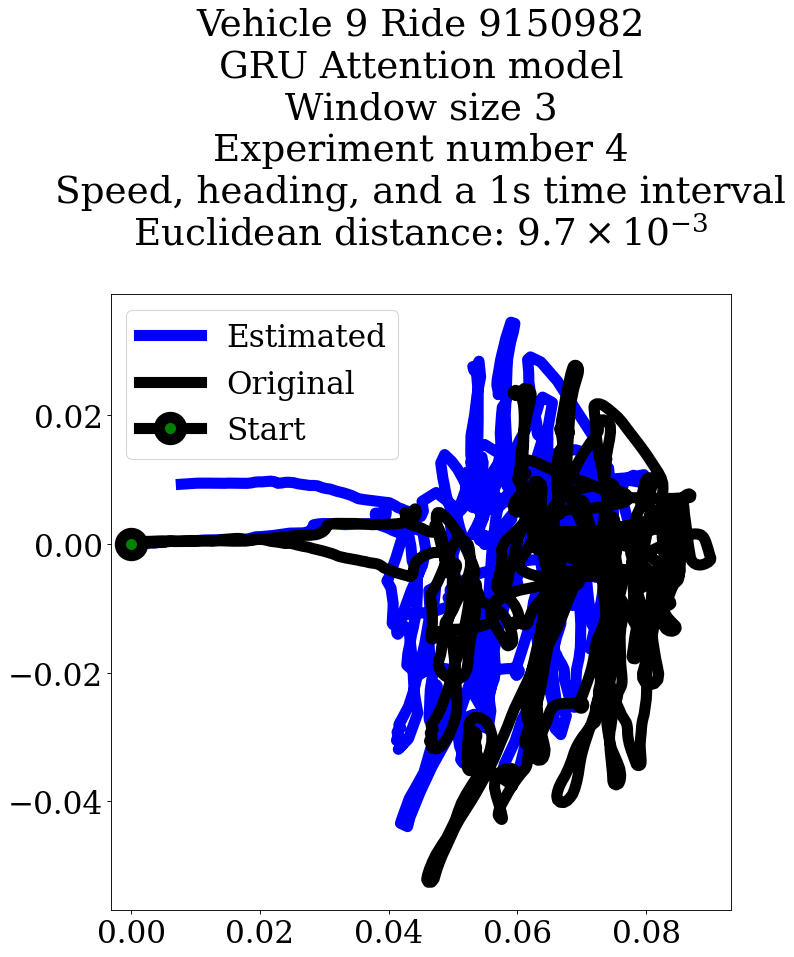 Vehicle 9 Ride 9150982
GRU Attention model
Window size 3
Experiment number 4
Speed, heading, and a 1s time interval
Euclidean distance: 9.7 × 10⁻³
Estimated
Original
Start
0.02
0.00
−0.02
−0.04
0.00 0.02 0.04 0.06 0.08